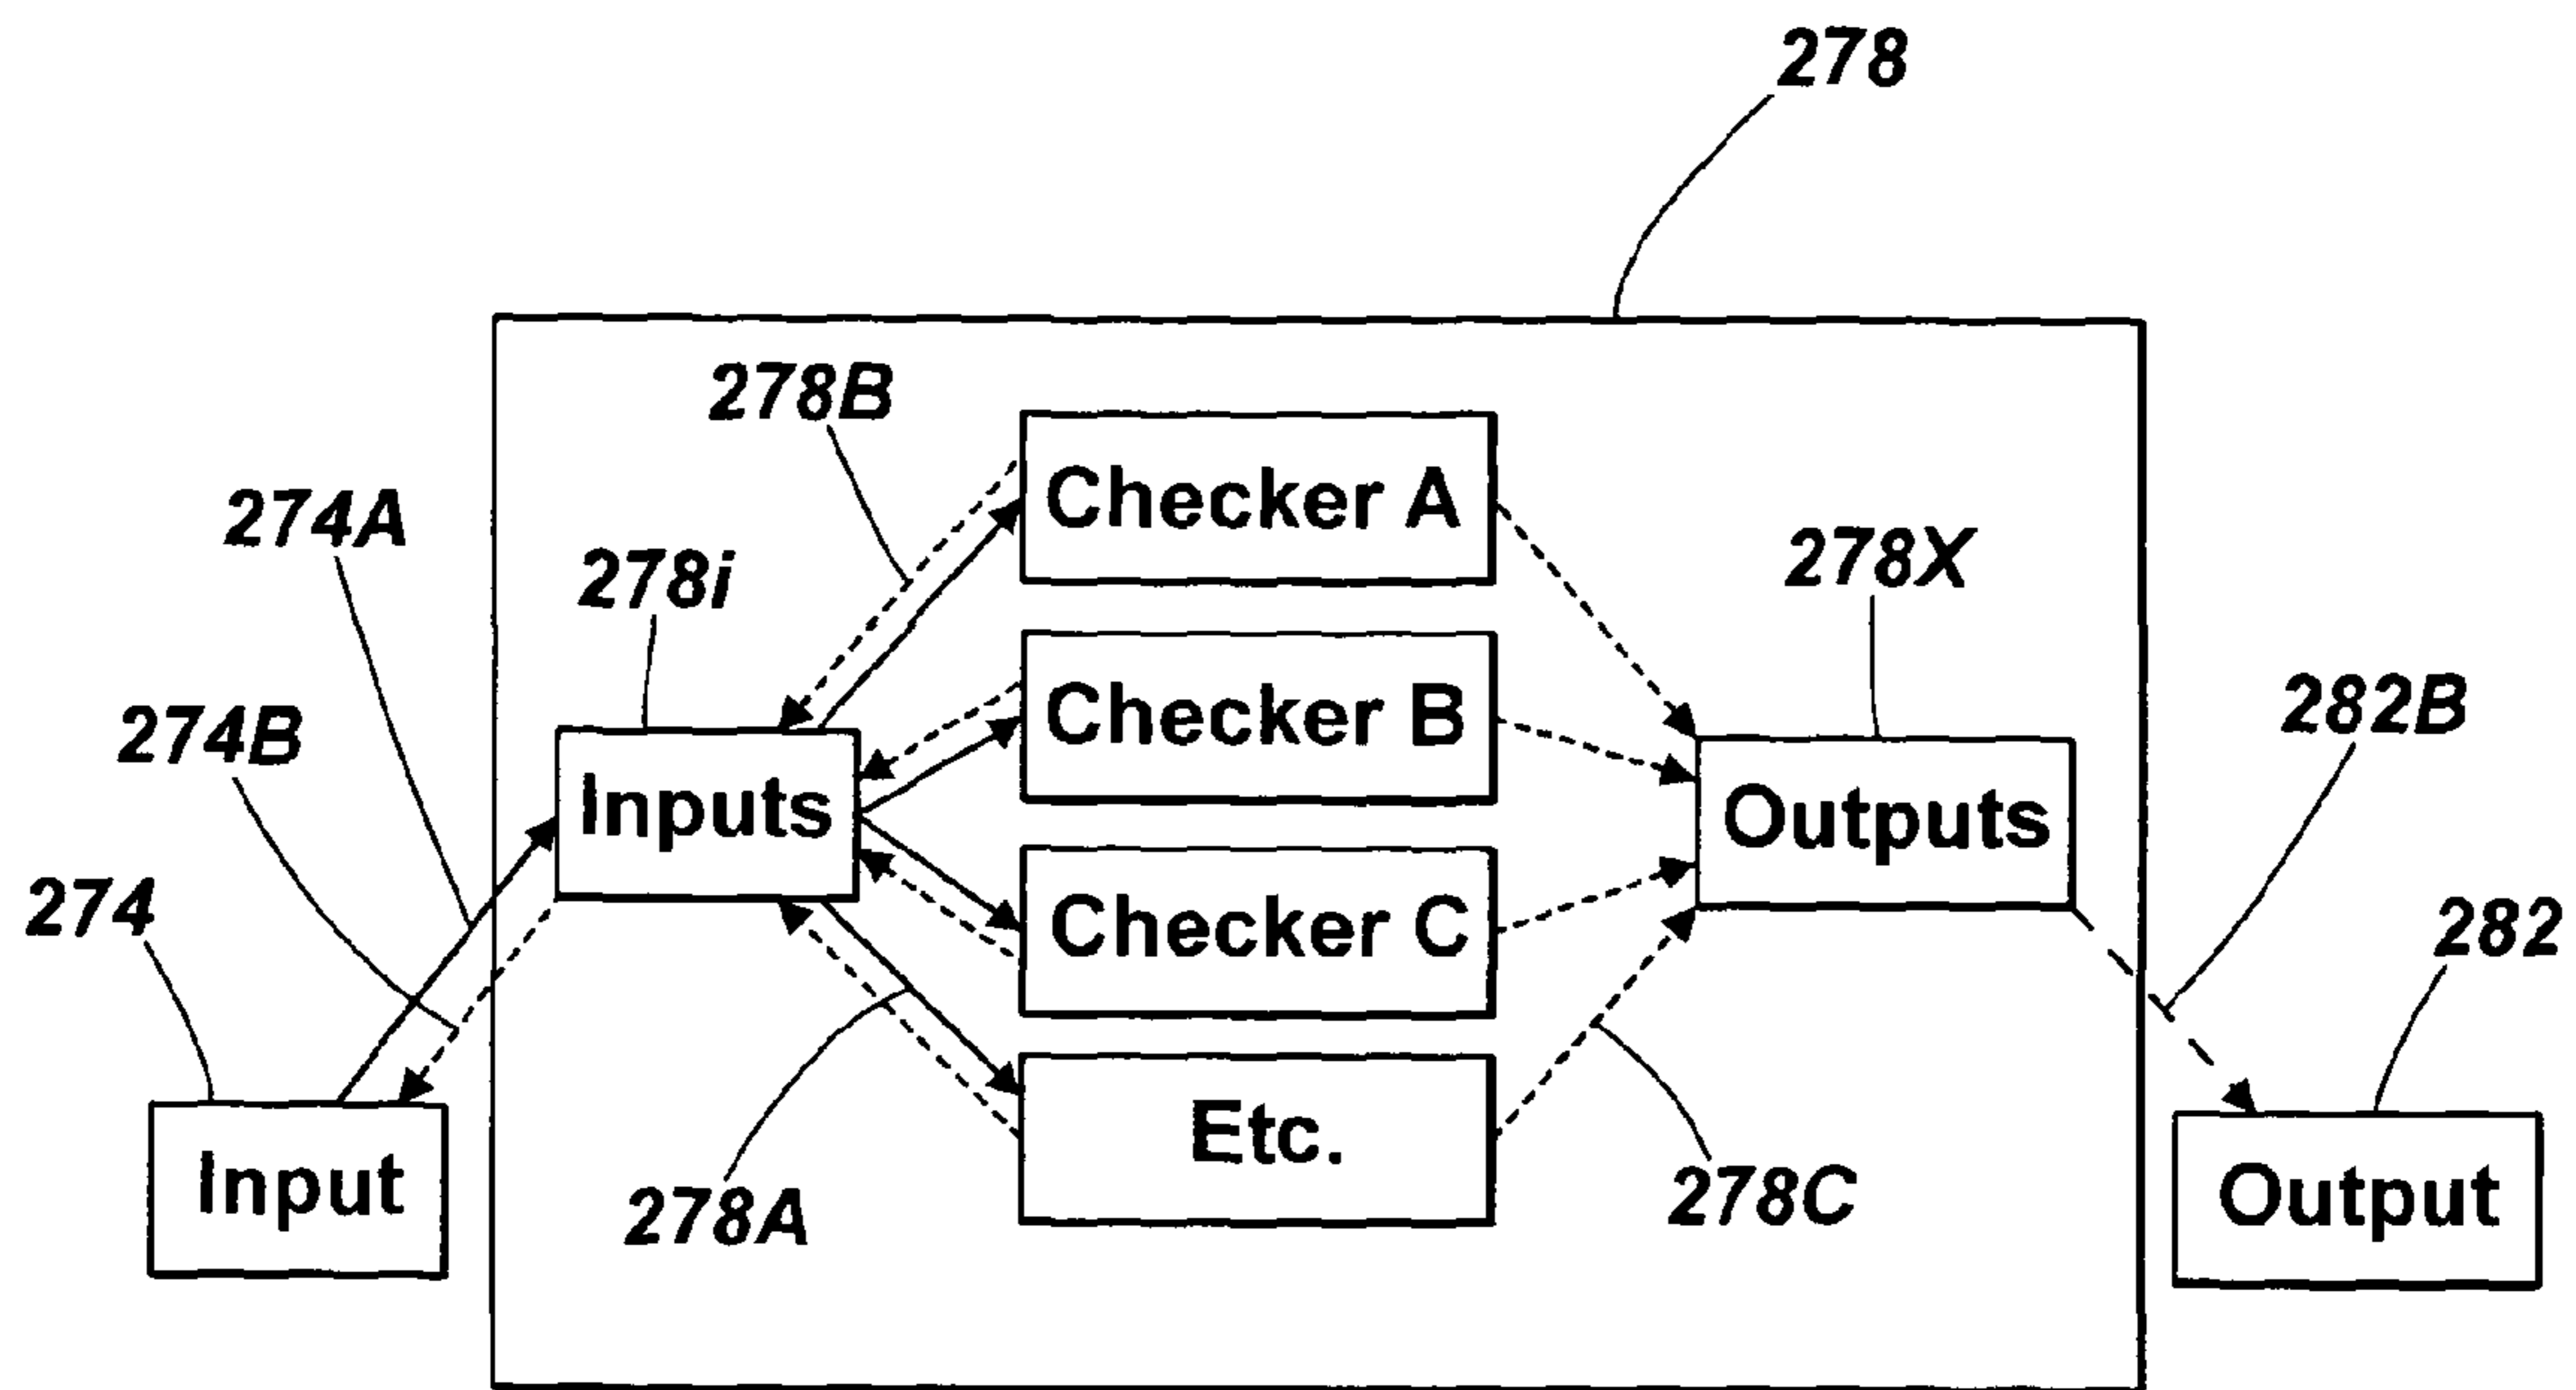 278
278B
Checker A
274A
278i
278X
Checker B
282B
274B
Inputs
Outputs
274
Checker C
282
Etc.
Input
278A
278C
Output